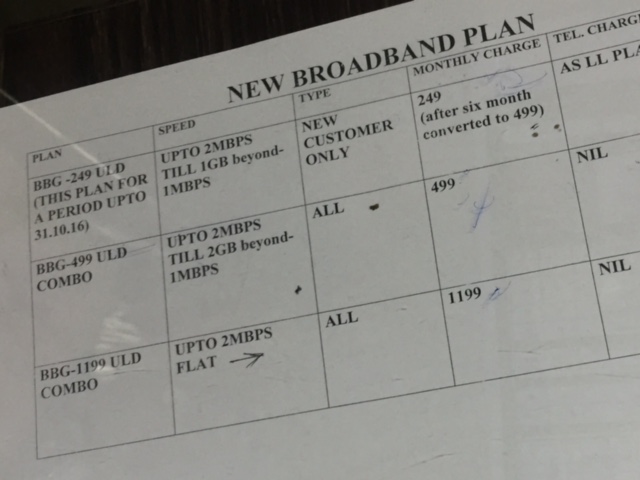 NEW BROADBAND PLAN
PLAN
SPEED
TYPE
MONTHLY CHARGE
TEL. CHARG
BBG -249 ULD
(THIS PLAN FOR
A PERIOD UPTO
31.10.16)
UPTO 2MBPS
TILL 1GB beyond-
1MBPS
NEW
CUSTOMER
ONLY
249
(after six month
converted to 499)
AS LL PLA
BBG-499 ULD
COMBO
UPTO 2MBPS
TILL 2GB beyond-
1MBPS
ALL
499
NIL
BBG-1199 ULD
COMBO
UPTO 2MBPS
FLAT
ALL
1199
NIL